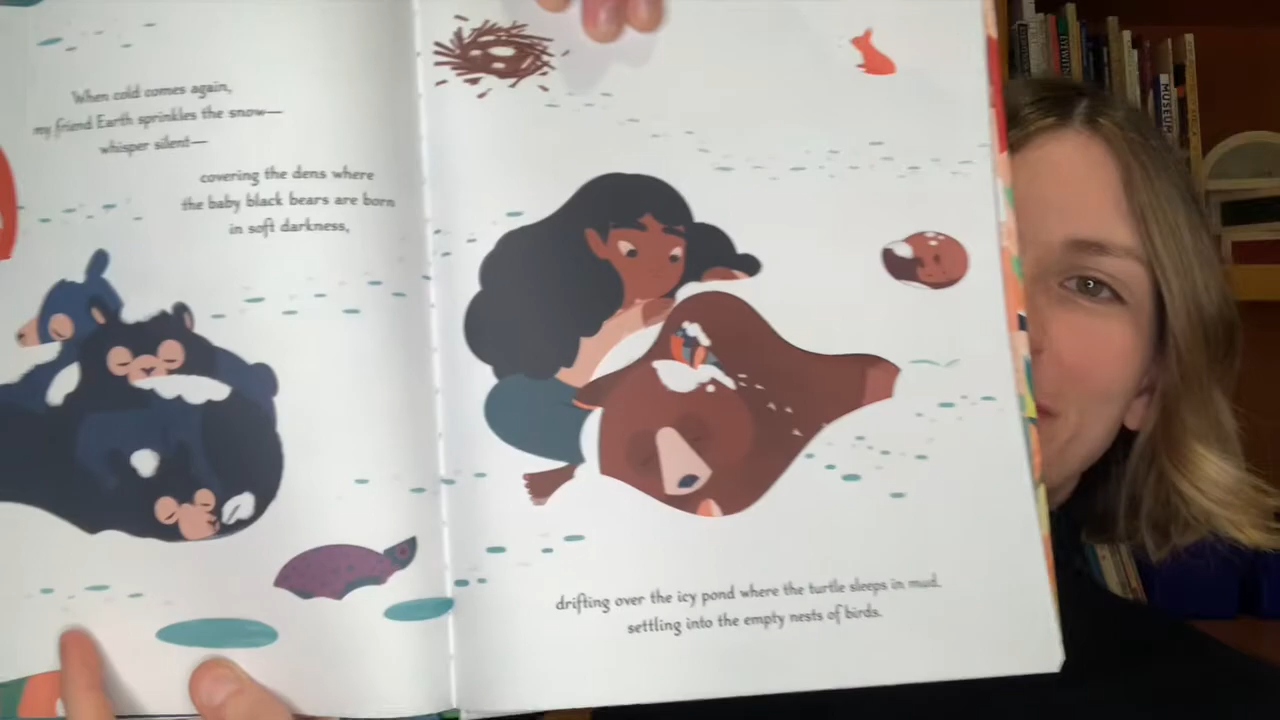 When cold comes again,
my friend Earth sprinkles the snow—
whisper silent—
covering the dens where
the baby black bears are born
in soft darkness,
drifting over the icy pond where the turtle sleeps in mud,
settling into the empty nests of birds.
MUSEUM